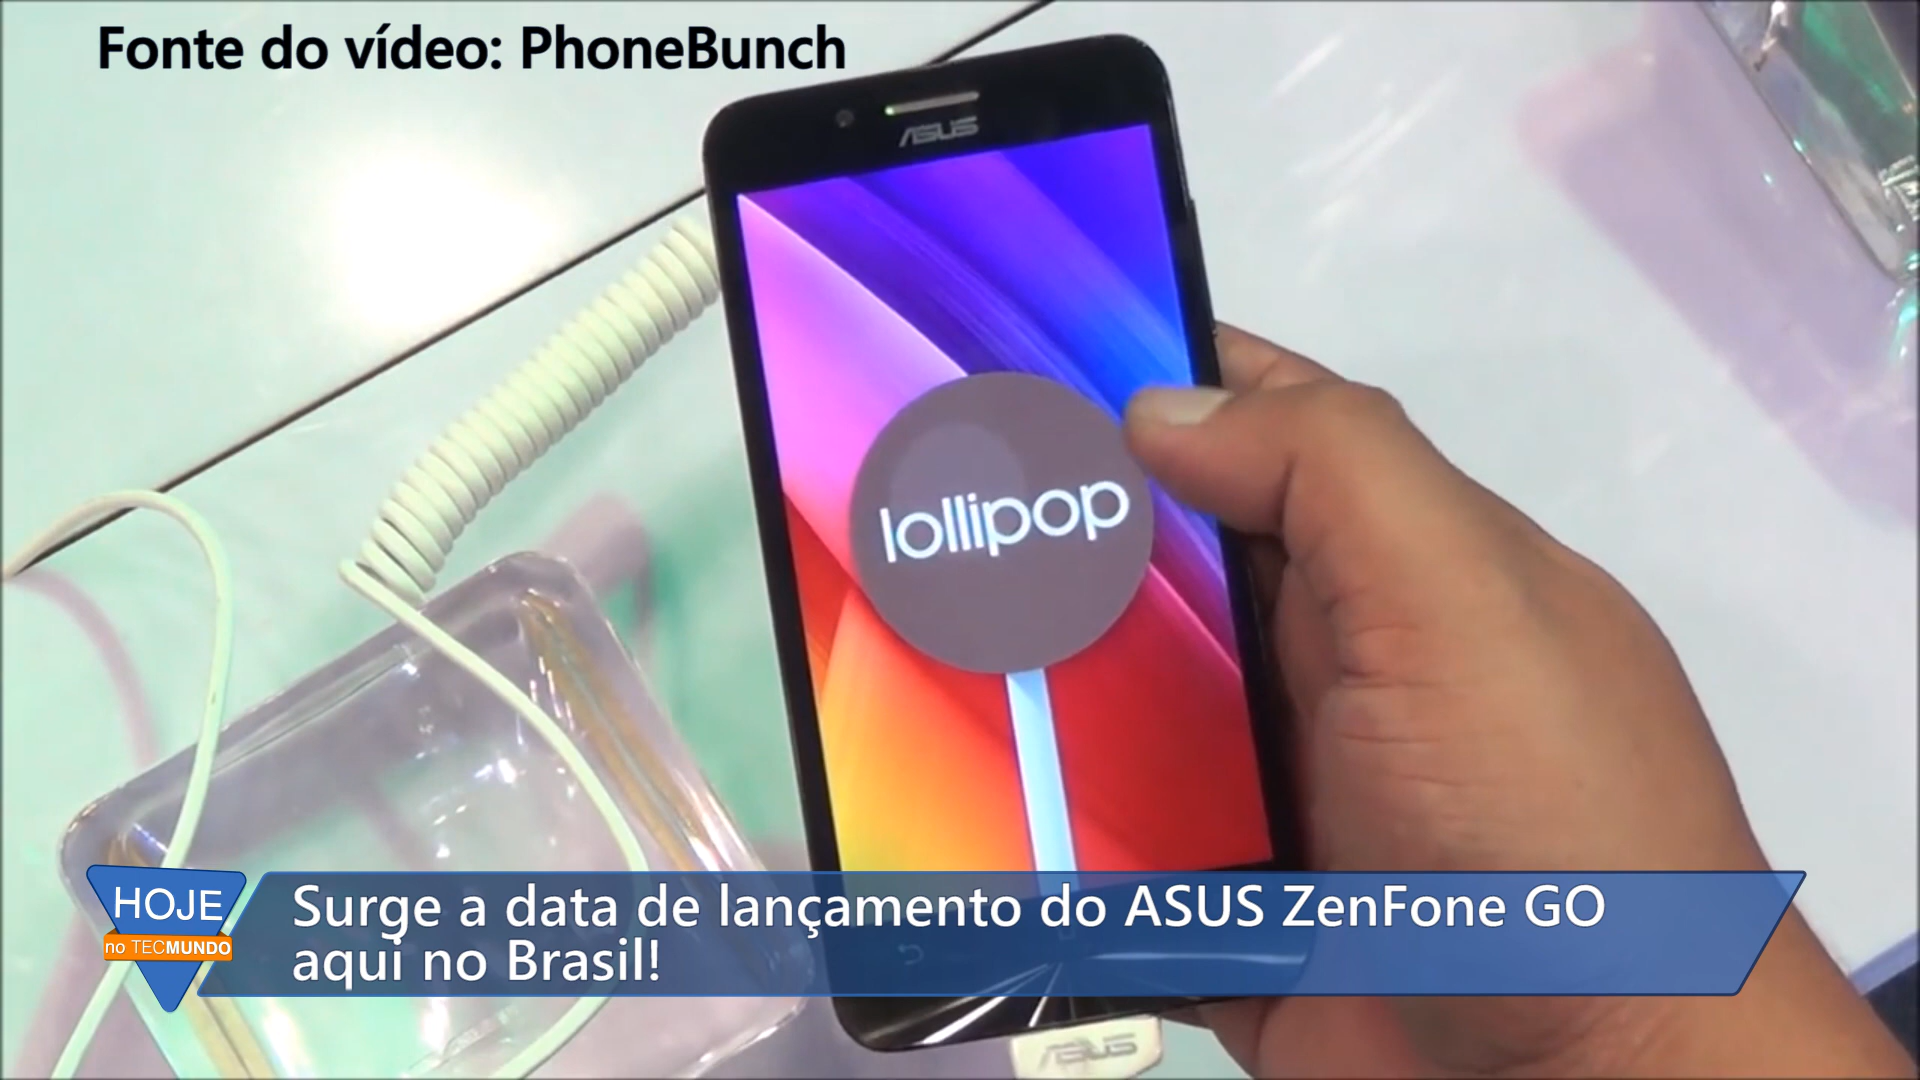 Fonte do vídeo: PhoneBunch
ASUS
lollipop
HOJE
no TECMUNDO
Surge a data de lançamento do ASUS ZenFone GO
aqui no Brasil!
ASUS